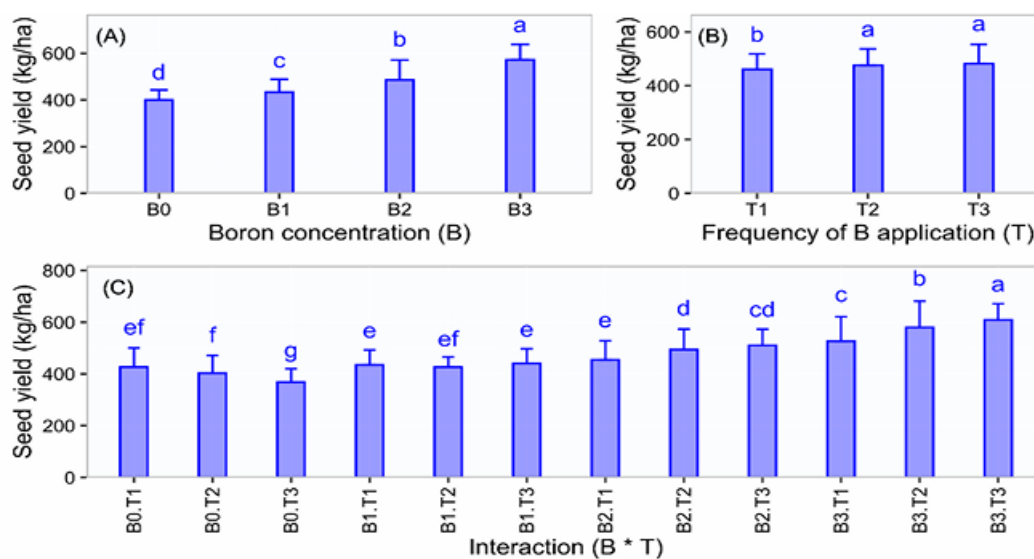 (A)
Seed yield (kg/ha)
600
400
200
0
d
c
b
a
B0
B1
B2
B3
Boron concentration (B)
(B)
Seed yield (kg/ha)
600
400
200
0
b
a
a
T1
T2
T3
Frequency of B application (T)
(C)
Seed yield (kg/ha)
800
600
400
200
0
ef
f
g
e
ef
e
e
d
cd
c
b
a
B0.T1
B0.T2
B0.T3
B1.T1
B1.T2
B1.T3
B2.T1
B2.T2
B2.T3
B3.T1
B3.T2
B3.T3
Interaction (B * T)